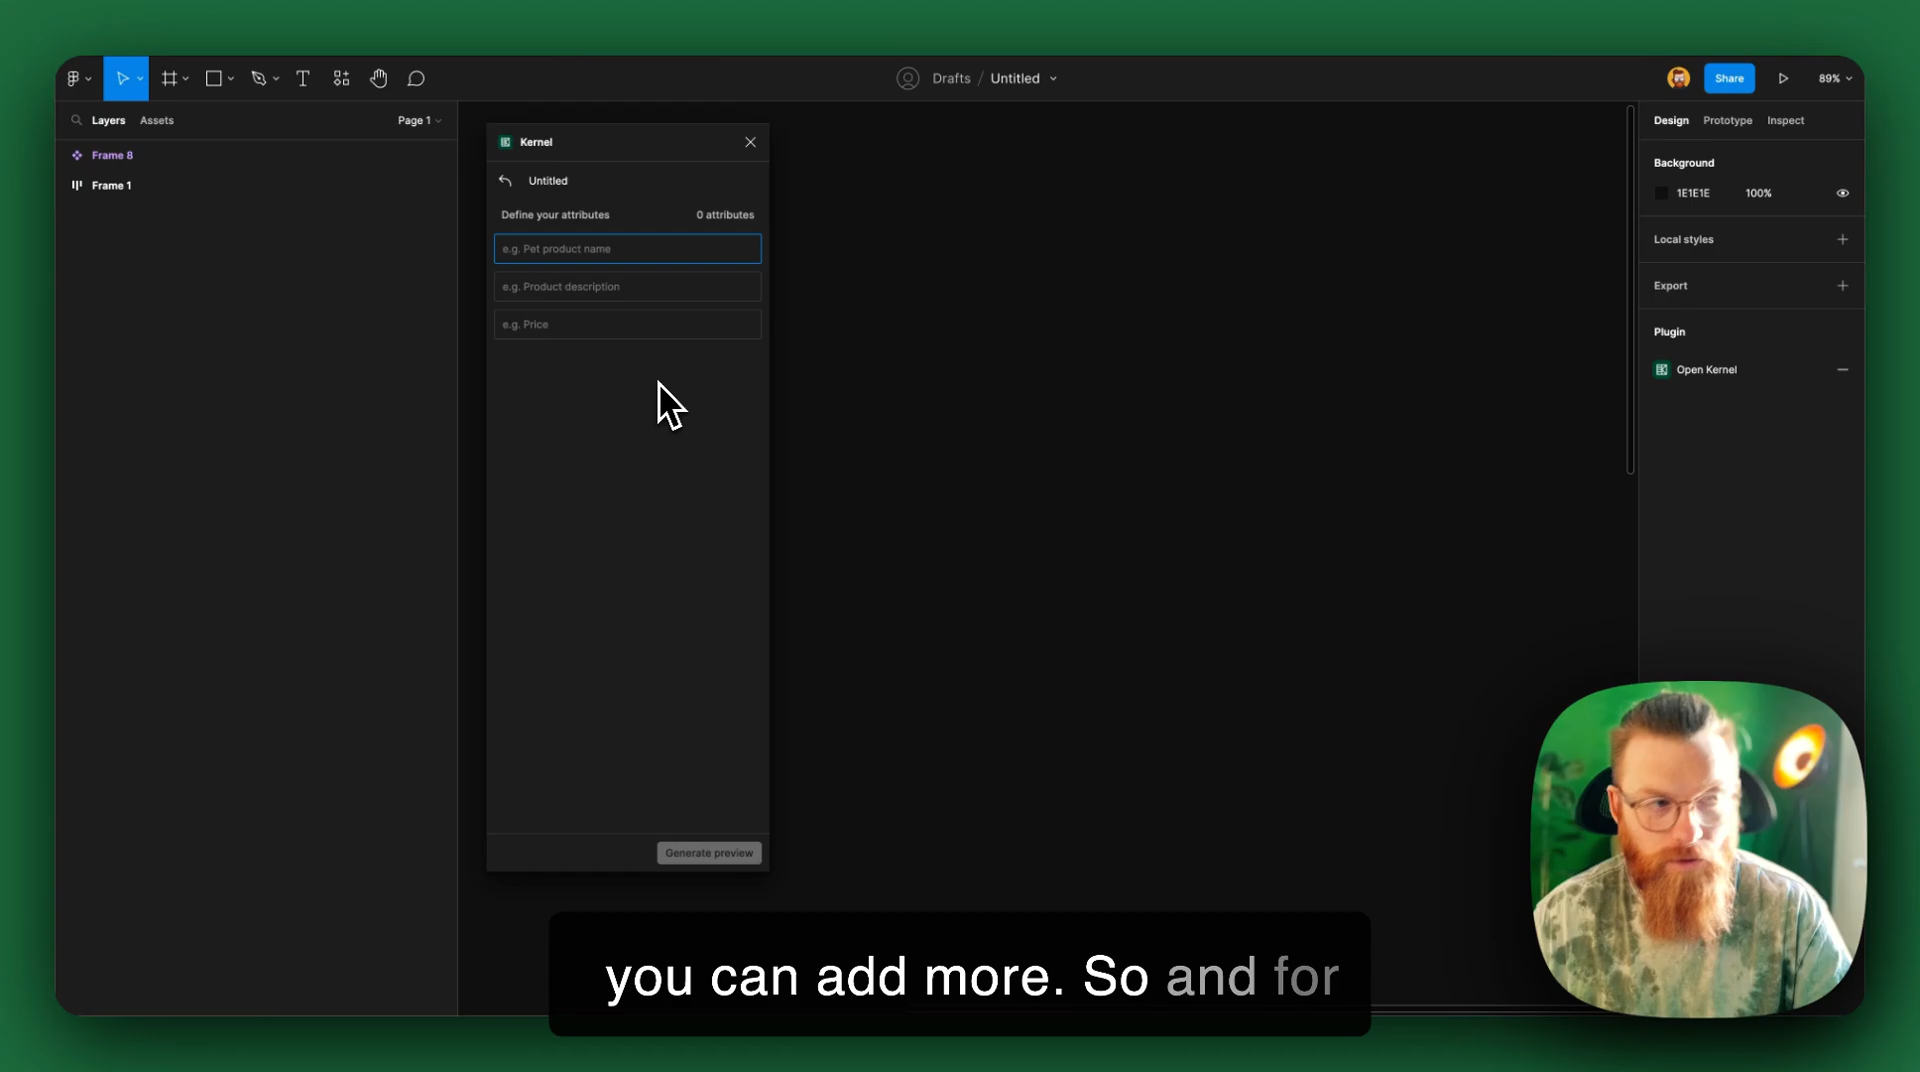 Drafts / Untitled
Share
89%
Layers
Assets
Page 1
Frame 8
Frame 1
Kernel
Untitled
Define your attributes
0 attributes
e.g. Pet product name
e.g. Product description
e.g. Price
Generate preview
Design
Prototype
Inspect
Background
1E1E1E
100%
Local styles
Export
Plugin
Open Kernel
you can add more. So and for